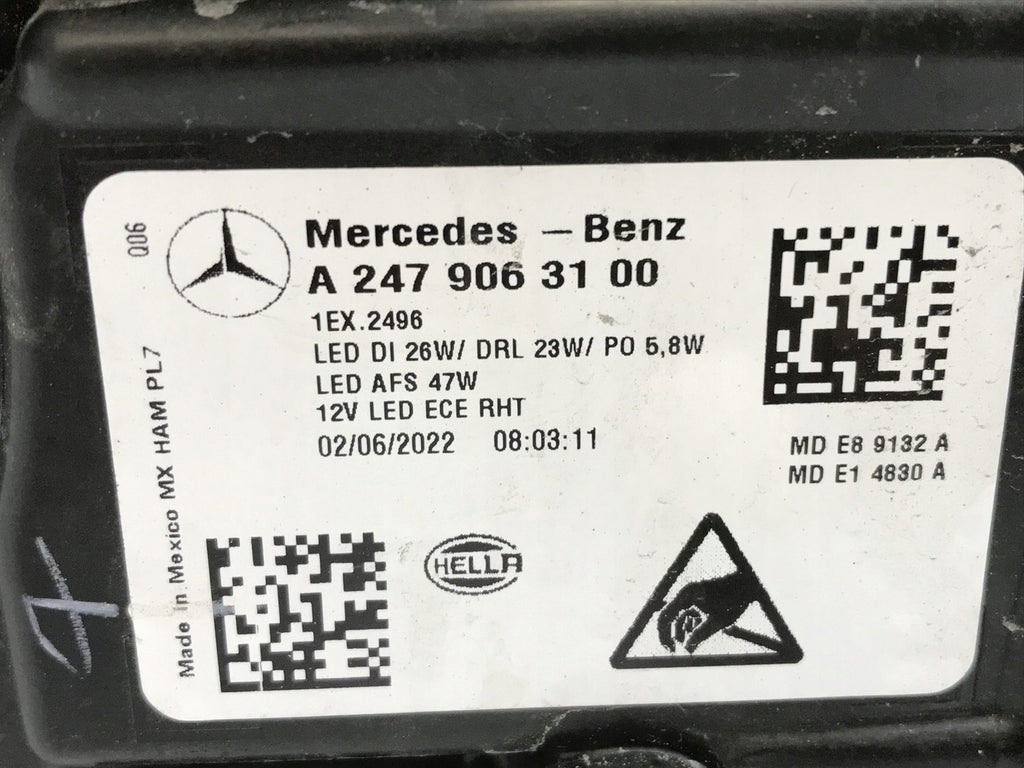 Q06
Mercedes-Benz
A 247 906 31 00
1EX.2496
LED DI 26W/ DRL 23W/ PO 5,8W
LED AFS 47W
12V LED ECE RHT
02/06/2022 08:03:11
MD E8 9132 A
MD E1 4830 A
Made in Mexico MX HAM PL7
HELLA